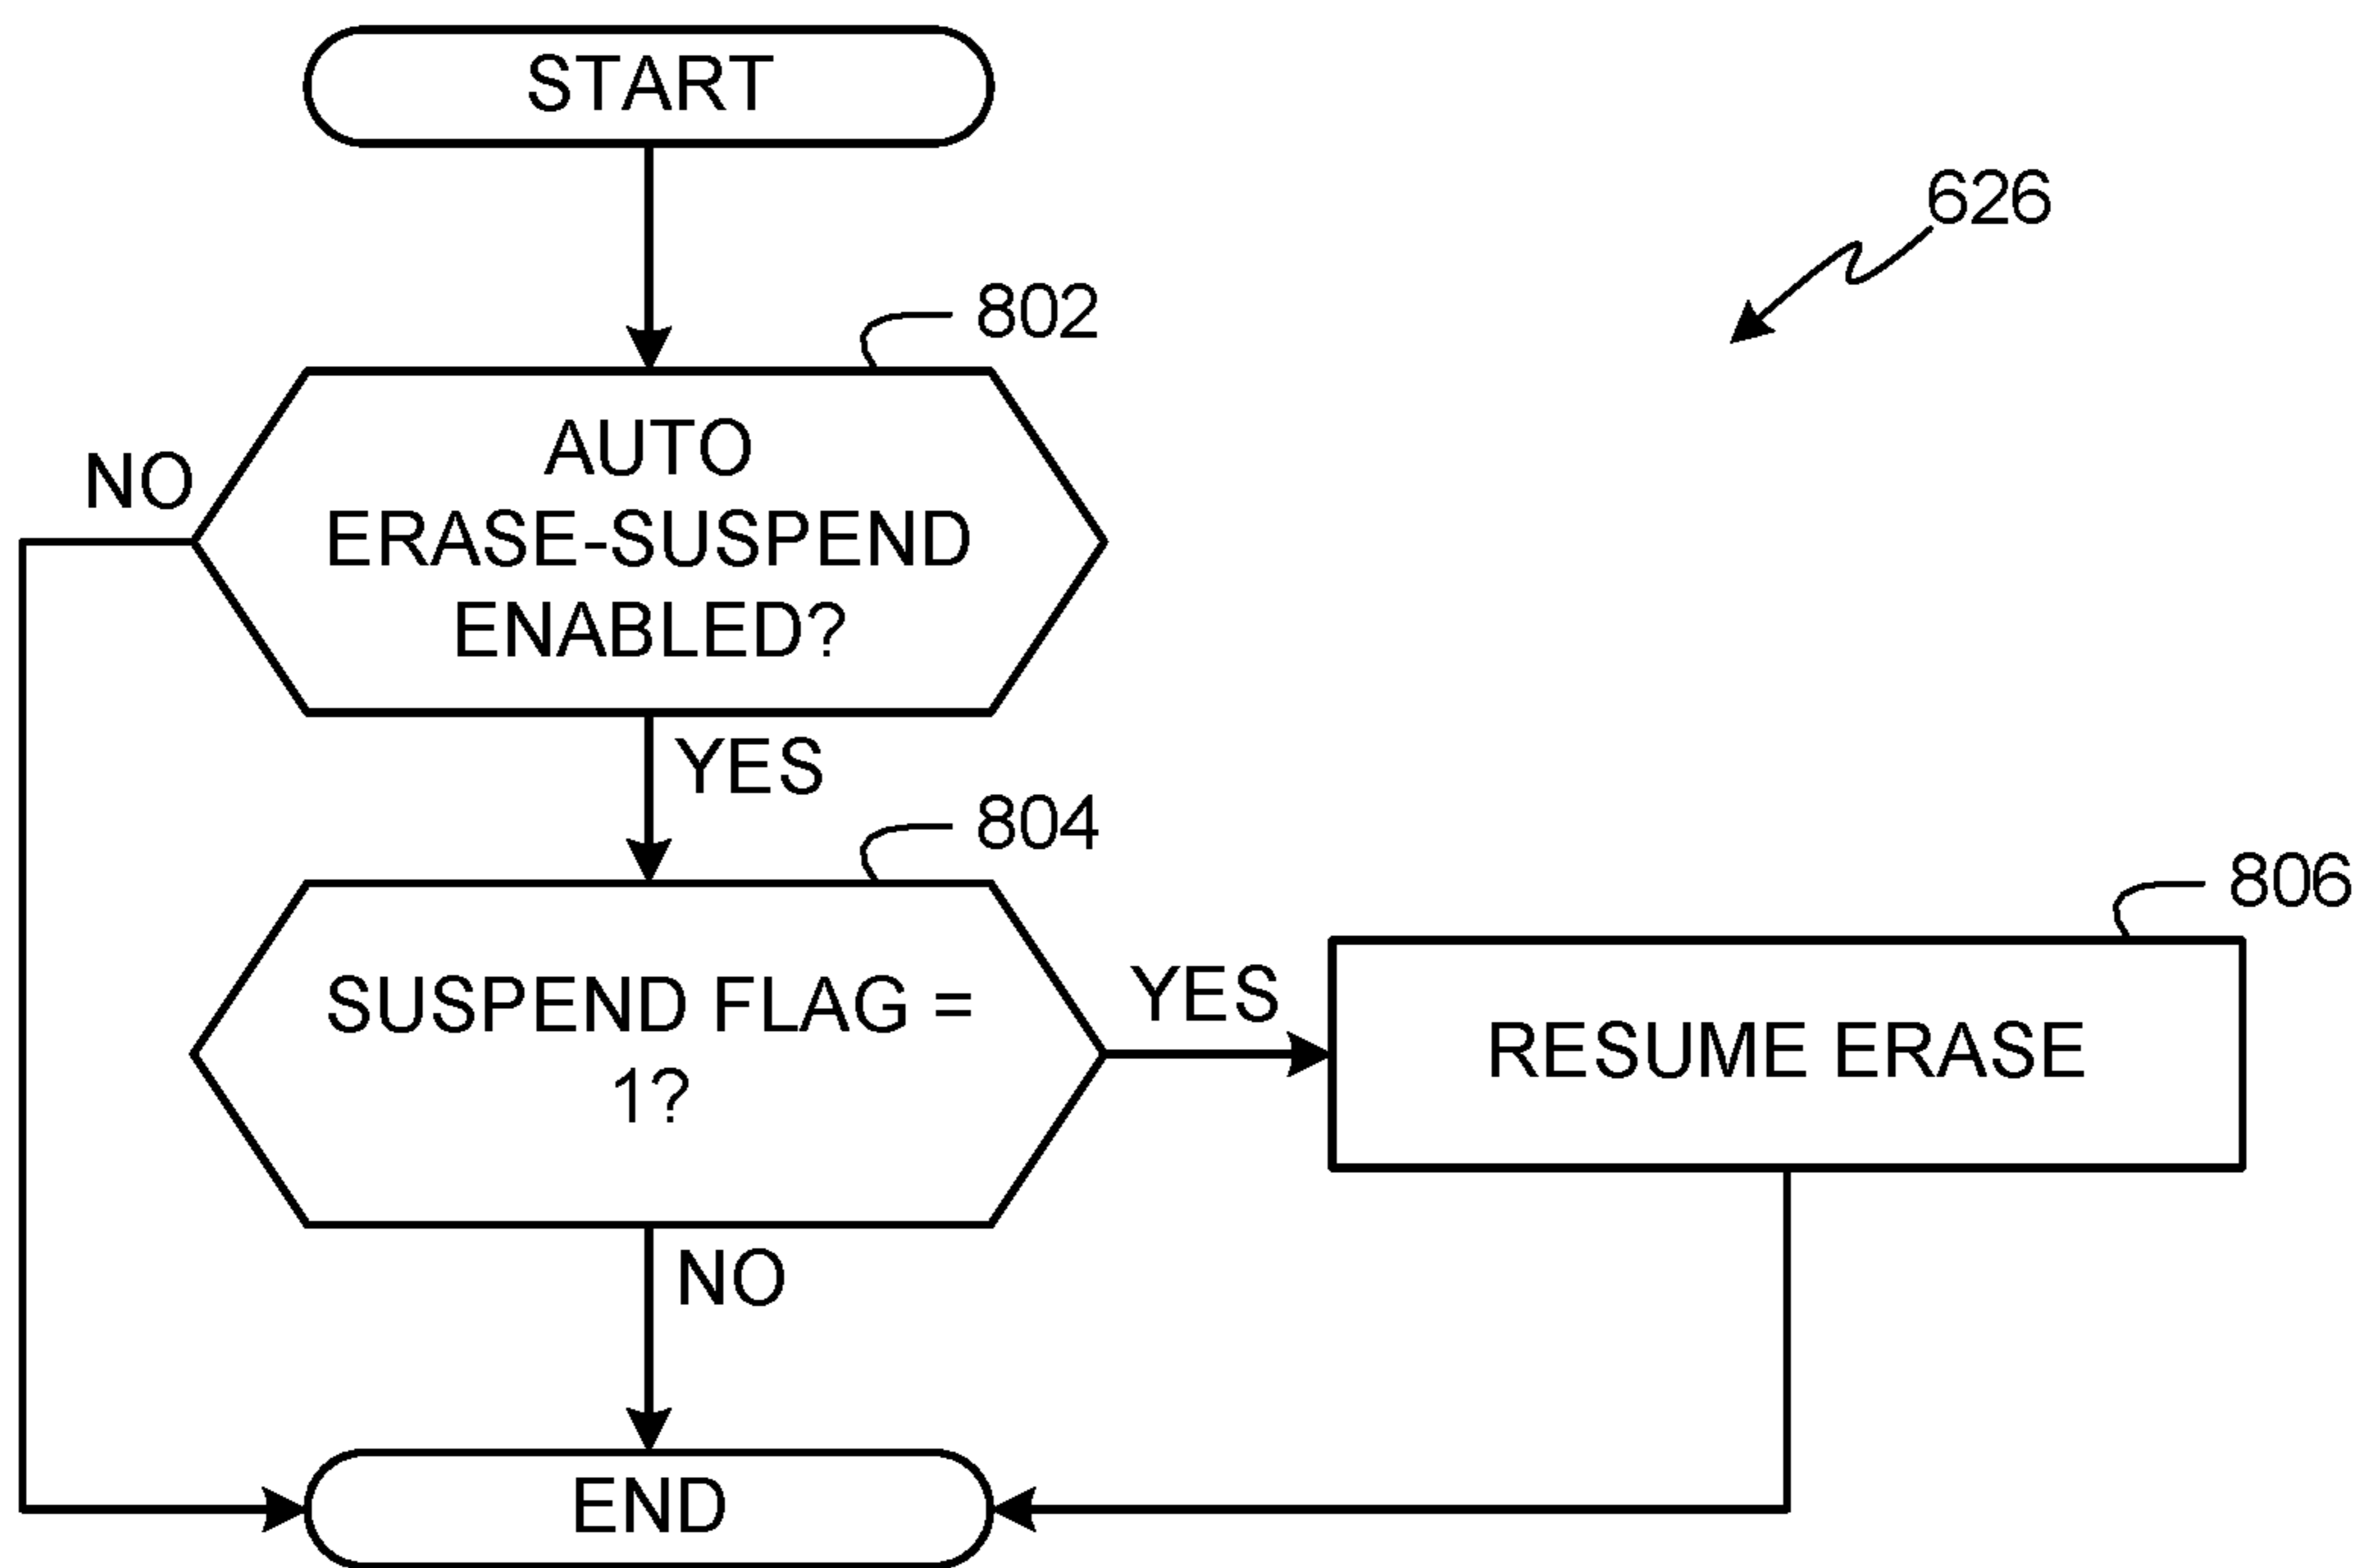 START
626
802
AUTO
ERASE-SUSPEND
ENABLED?
NO
YES
804
SUSPEND FLAG =
1?
YES
806
RESUME ERASE
NO
END